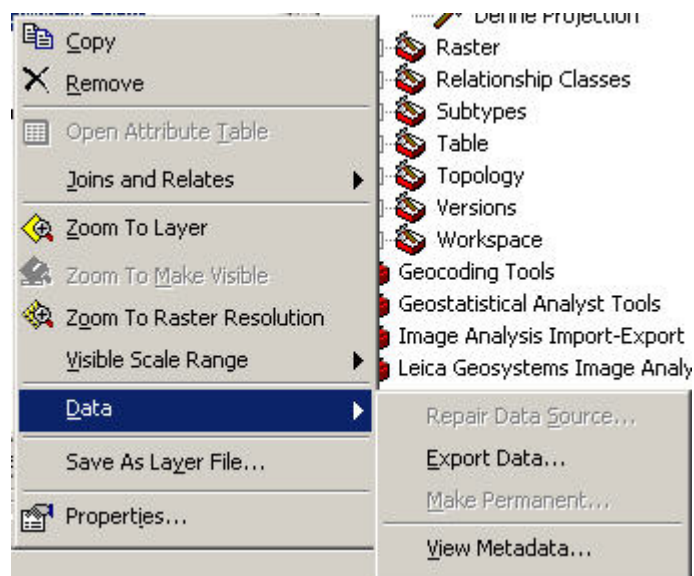 Copy
Remove
Open Attribute Table
Joins and Relates
Zoom To Layer
Zoom To Make Visible
Zoom To Raster Resolution
Visible Scale Range
Data
Save As Layer File...
Properties...
Define Projection
Raster
Relationship Classes
Subtypes
Table
Topology
Versions
Workspace
Geocoding Tools
Geostatistical Analyst Tools
Image Analysis Import-Export
Leica Geosystems Image Analy
Repair Data Source...
Export Data...
Make Permanent...
View Metadata...